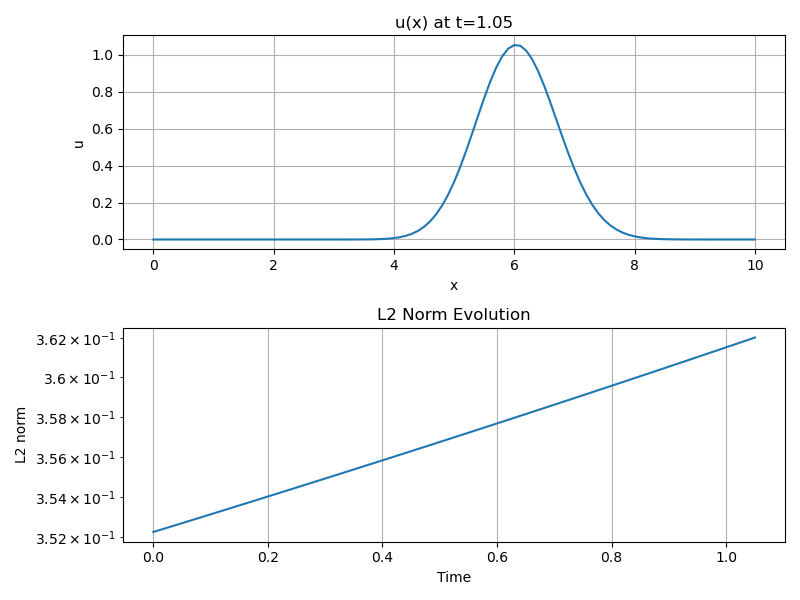 u(x) at t=1.05
1.0
0.8
0.6
0.4
0.2
0.0
u
0 2 4 6 8 10
x
L2 Norm Evolution
3.62 × 10⁻¹
3.6 × 10⁻¹
3.58 × 10⁻¹
3.56 × 10⁻¹
3.54 × 10⁻¹
3.52 × 10⁻¹
L2 norm
0.0 0.2 0.4 0.6 0.8 1.0
Time